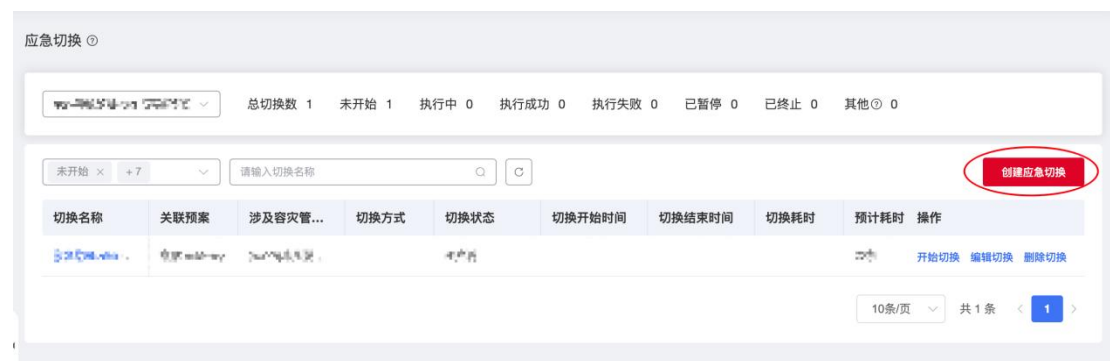 应急切换 ?
总切换数 1 未开始 1 执行中 0 执行成功 0 执行失败 0 已暂停 0 已终止 0 其他? 0
未开始 × +7 请输入切换名称 创建应急切换
切换名称 关联预案 涉及容灾管... 切换方式 切换状态 切换开始时间 切换结束时间 切换耗时 预计耗时 操作
开始切换 编辑切换 删除切换
10条/页 共 1 条 < 1 >